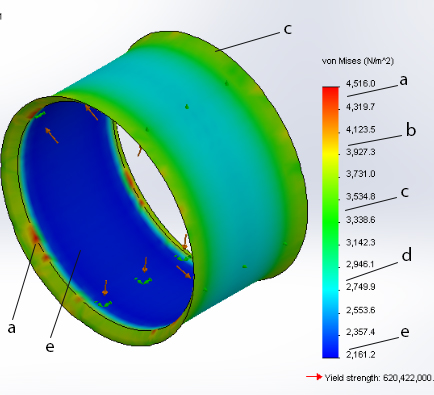 c
von Mises (N/m^2)
4,516.0
a
4,319.7
4,123.5
b
3,927.3
3,731.0
3,534.8
c
3,338.6
3,142.3
2,946.1
d
2,749.9
2,553.6
2,357.4
e
2,161.2
a
e
Yield strength: 620,422,000.